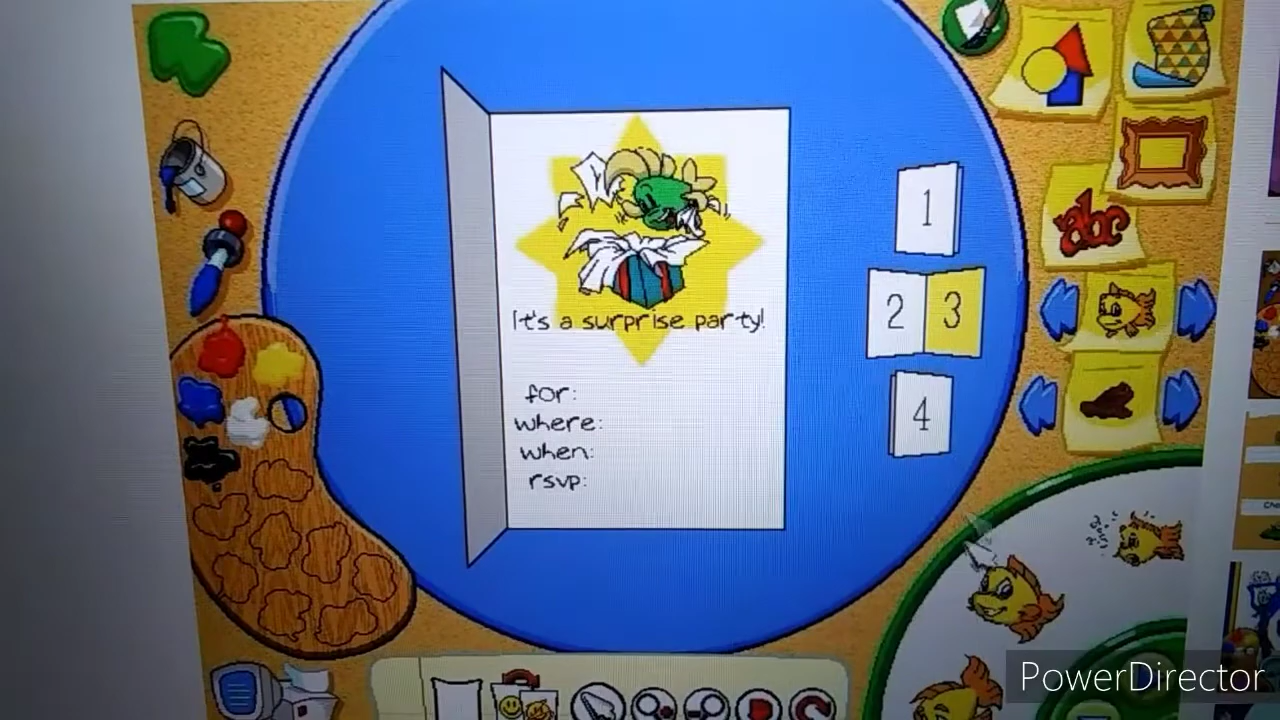 It's a surprise party!
for:
where:
when:
rsvp:
1
2 3
4
abc
PowerDirector